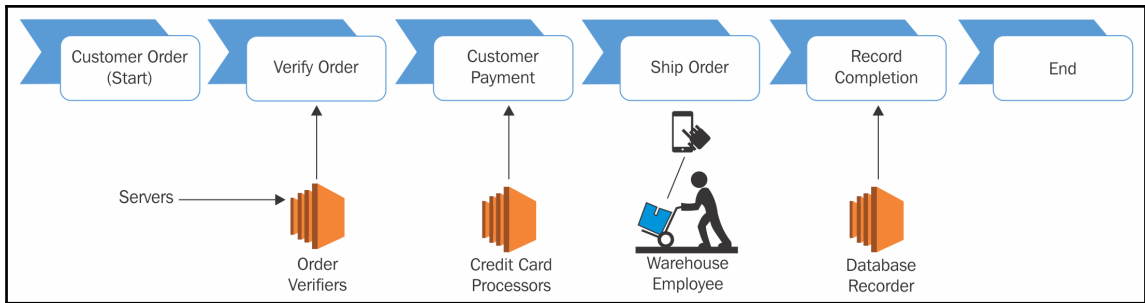 Customer Order
(Start)
Verify Order
Customer
Payment
Ship Order
Record
Completion
End
Servers
Order
Verifiers
Credit Card
Processors
Warehouse
Employee
Database
Recorder